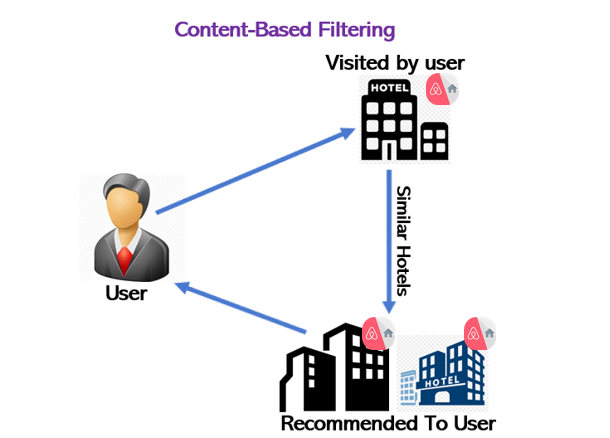 Content-Based Filtering
Visited by user
HOTEL
Similar Hotels
User
HOTEL
Recommended To User